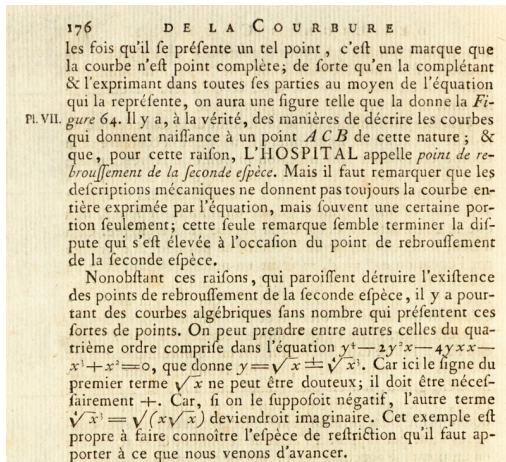 176 DE LA COURBURE
les fois qu'il ſe préſente un tel point, c'eſt une marque que
la courbe n'eſt point complète; de ſorte qu'en la complétant
& l'exprimant dans toutes ſes parties au moyen de l'équation
qui la repréſente, on aura une figure telle que la donne la Fi-
Pl. VII. gure 64. Il y a, à la vérité, des manières de décrire les courbes
qui donnent naiſſance à un point A C B de cette nature; &
que, pour cette raiſon, L'HOSPITAL appelle point de re-
brouſſement de la ſeconde eſpèce. Mais il faut remarquer que les
deſcriptions mécaniques ne donnent pas toujours la courbe en-
tière exprimée par l'équation, mais ſouvent une certaine por-
tion ſeulement; cette ſeule remarque ſemble terminer la diſ-
pute qui s'eſt élevée à l'occaſion du point de rebrouſſement
de la ſeconde eſpèce.
Nonobſtant ces raiſons, qui paroiſſent détruire l'exiſtence
des points de rebrouſſement de la ſeconde eſpèce, il y a pour-
tant des courbes algébriques ſans nombre qui préſentent ces
ſortes de points. On peut prendre entre autres celles du qua-
trième ordre compriſe dans l'équation y⁴—2y²x—4yxx—
x³+x²=0, que donne y=√x±∜x³. Car ici le ſigne du
premier terme √x ne peut être douteux; il doit être néceſ-
ſairement +. Car, ſi on le ſuppoſoit négatif, l'autre terme
∜x³=√(x√x) deviendroit imaginaire. Cet exemple eſt
propre à faire connoître l'eſpèce de reſtriction qu'il faut ap-
porter à ce que nous venons d'avancer.